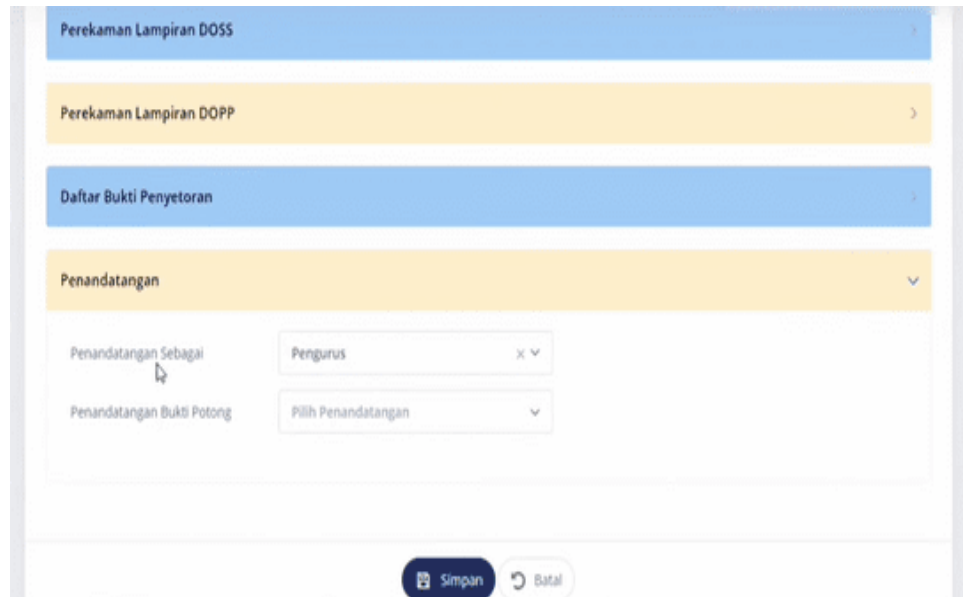 Perekaman Lampiran DOSS
Perekaman Lampiran DOPP
Daftar Bukti Penyetoran
Penandatangan
Penandatangan Sebagai Pengurus
Penandatangan Bukti Potong Pilih Penandatangan
Simpan Batal